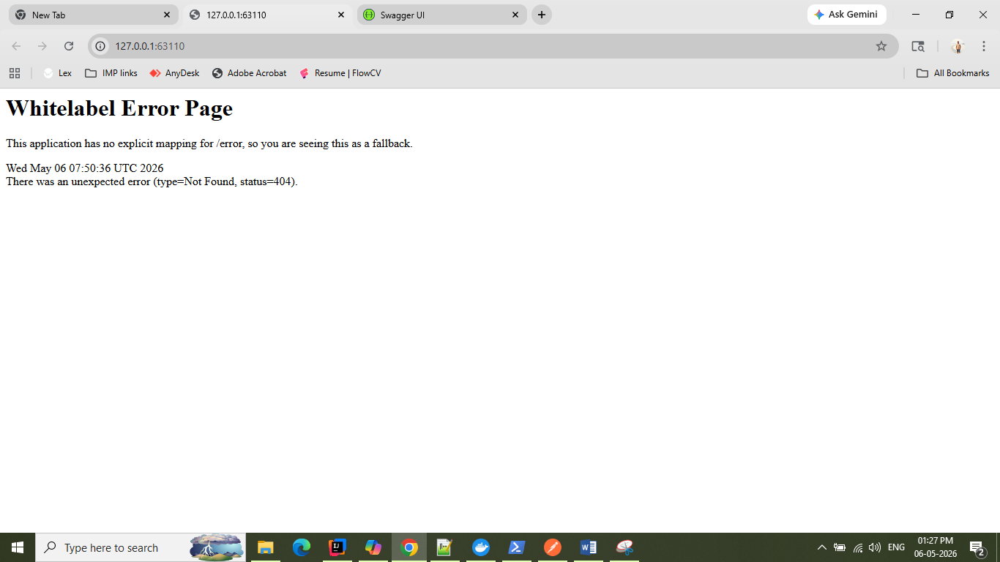 New Tab
127.0.0.1:63110
Swagger UI
Ask Gemini
127.0.0.1:63110
Lex
IMP links
AnyDesk
Adobe Acrobat
Resume | FlowCV
All Bookmarks
Whitelabel Error Page
This application has no explicit mapping for /error, so you are seeing this as a fallback.
Wed May 06 07:50:36 UTC 2026
There was an unexpected error (type=Not Found, status=404).
Type here to search
ENG
01:27 PM
06-05-2026
2